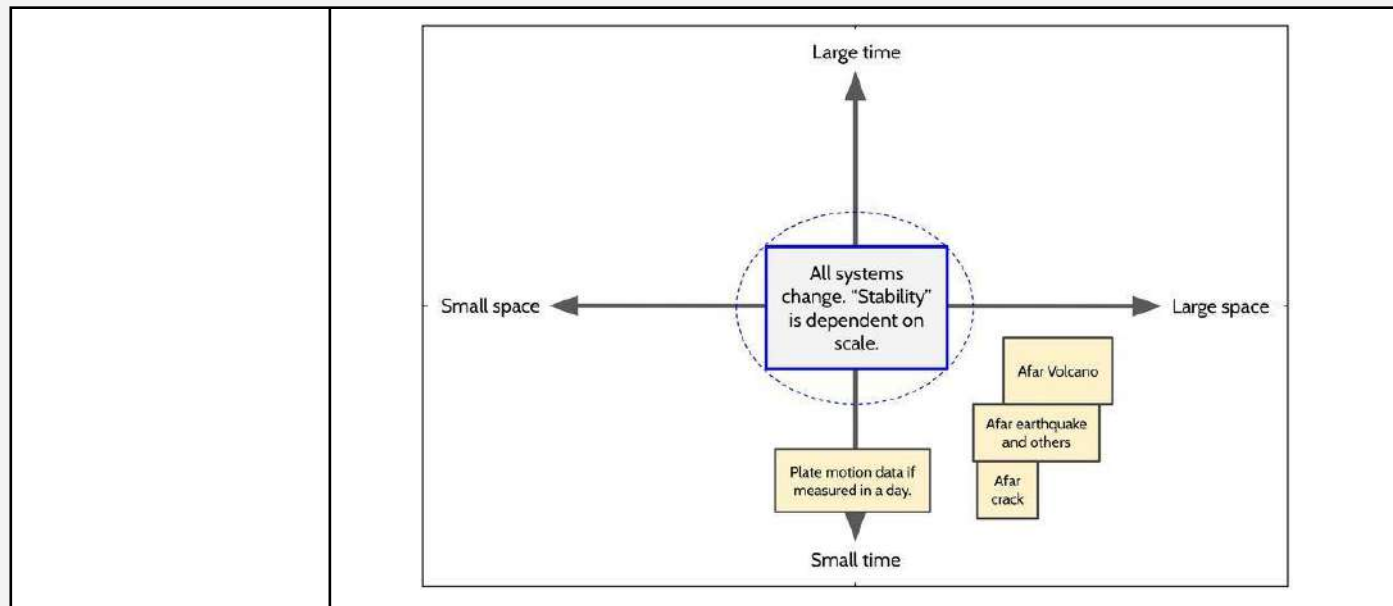 Large time
All systems
change. “Stability”
is dependent on
scale.
Small space
Large space
Afar Volcano
Afar earthquake
and others
Plate motion data if
measured in a day.
Afar
crack
Small time